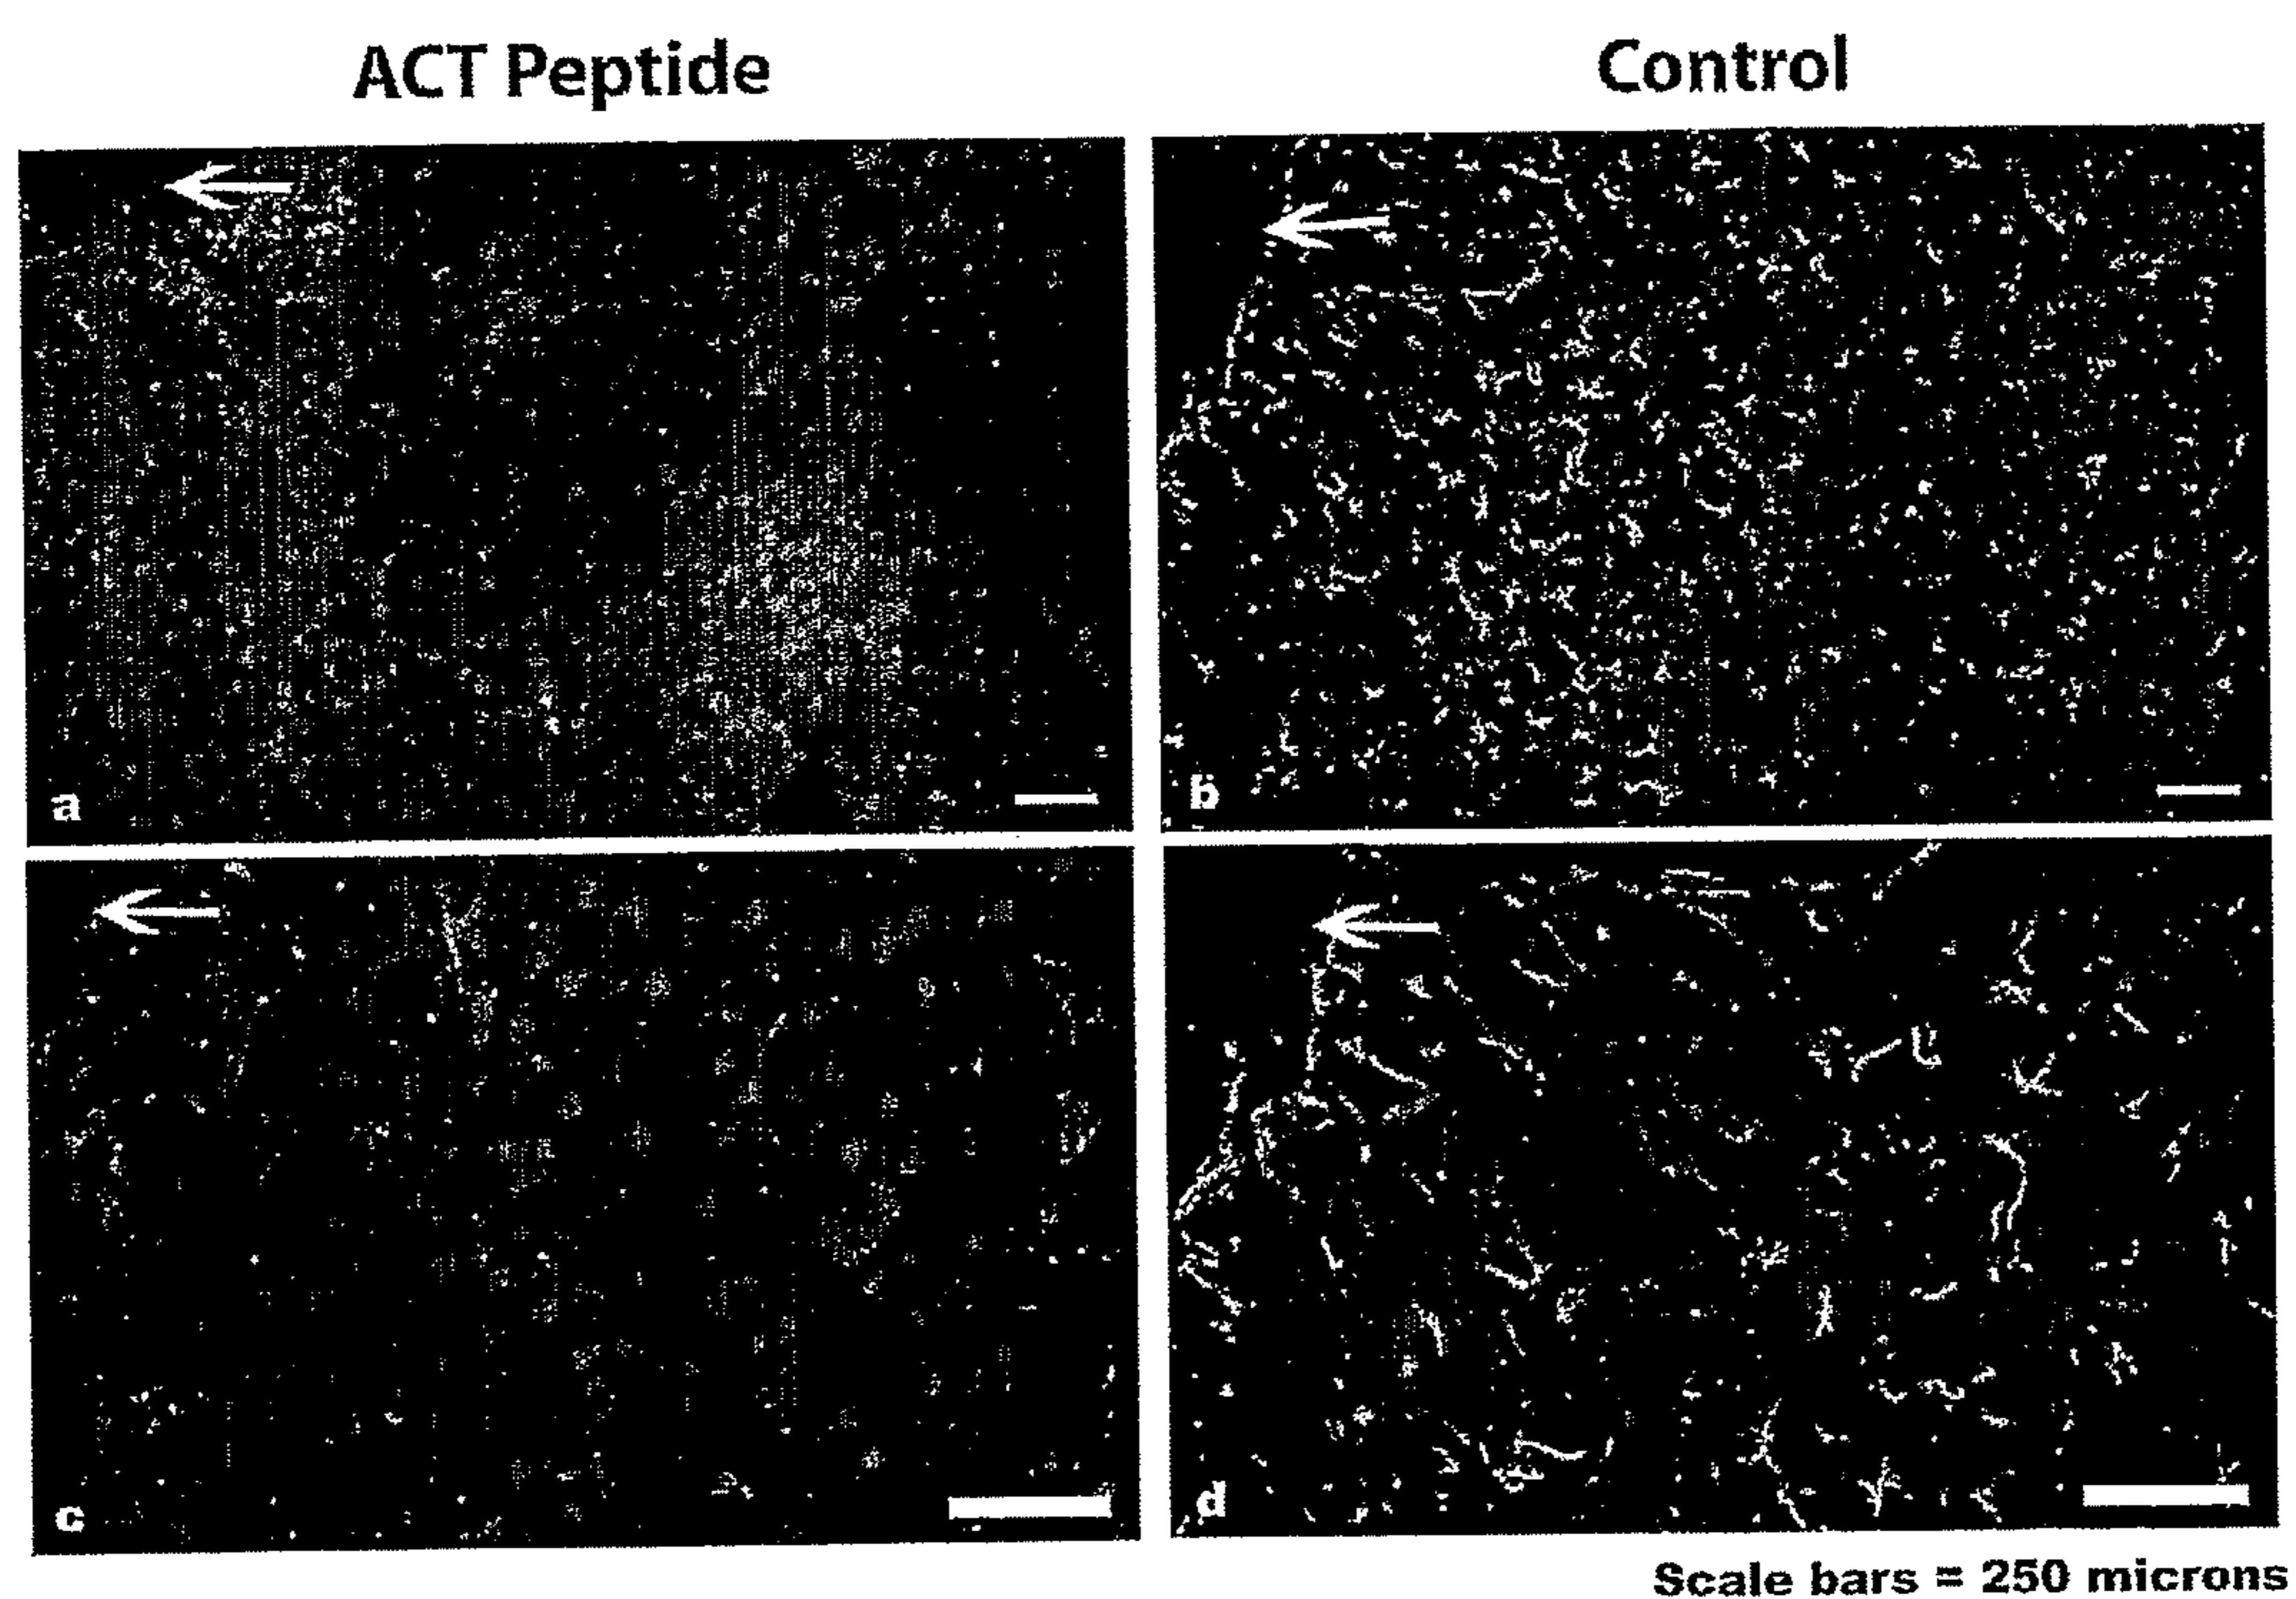 ACT Peptide
Control
a
b
c
d
Scale bars = 250 microns